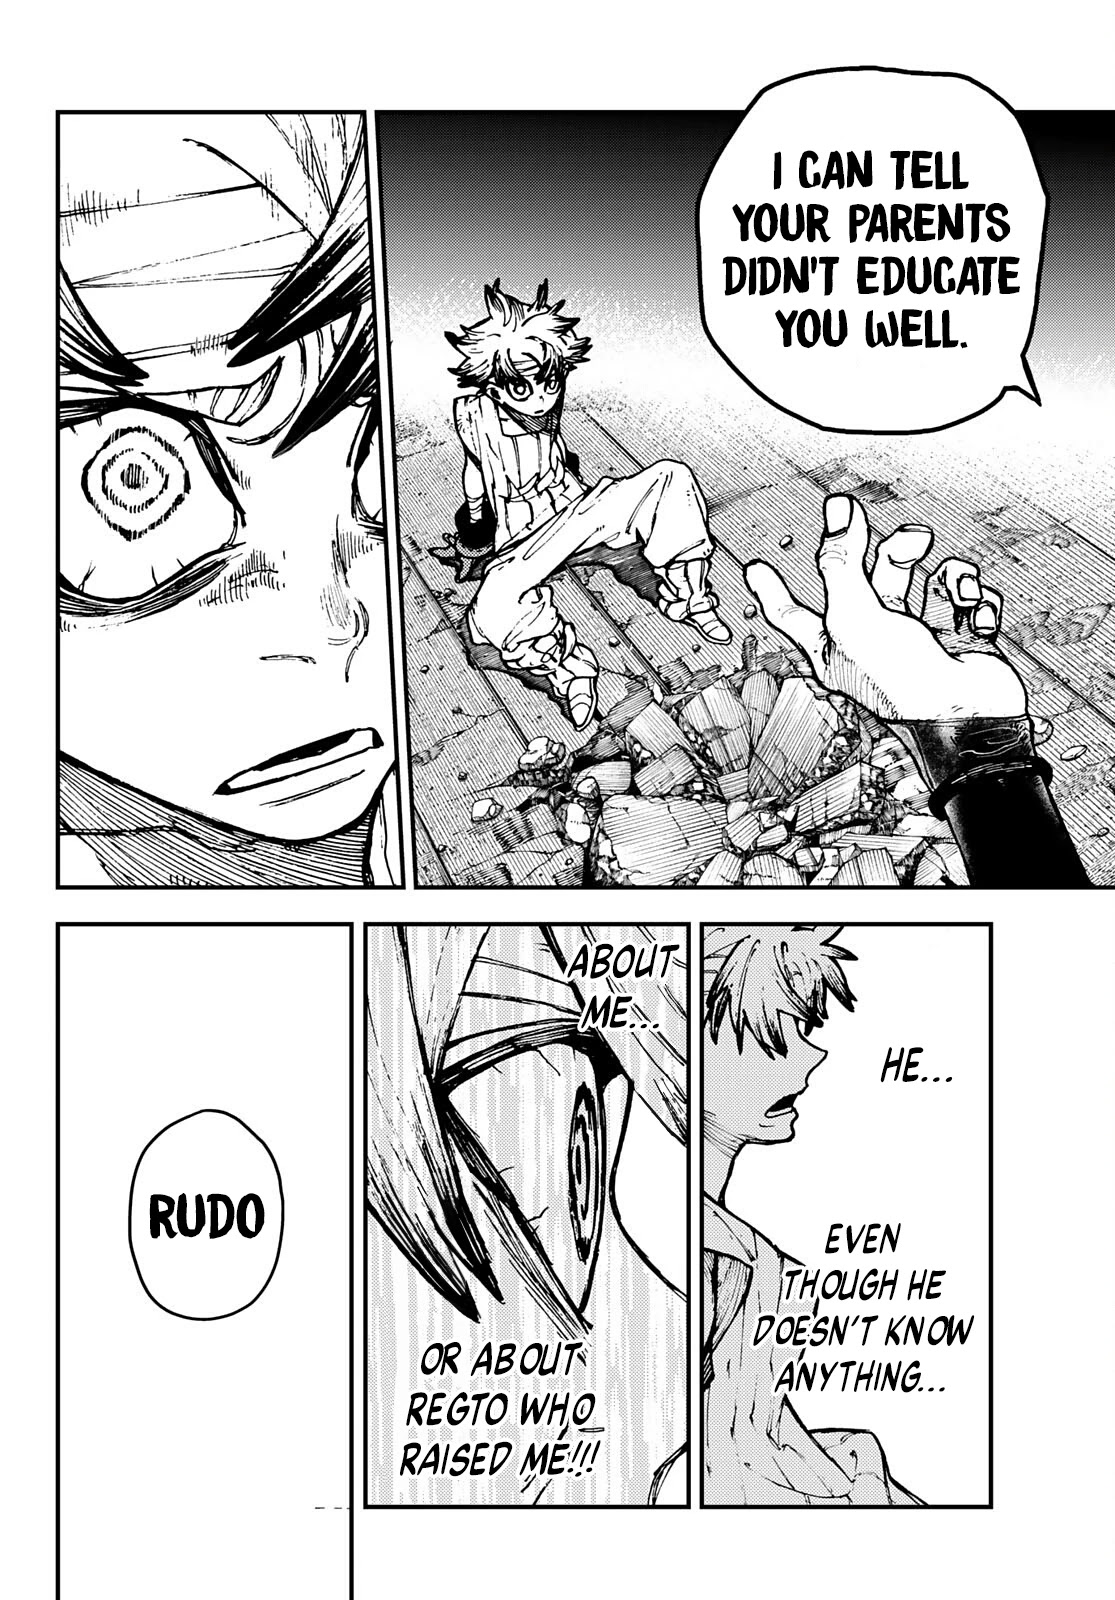 I CAN TELL
YOUR PARENTS
DIDN'T EDUCATE
YOU WELL.
HE...
EVEN
THOUGH HE
DOESN'T KNOW
ANYTHING...
ABOUT
ME...
OR ABOUT
REGTO WHO
RAISED ME!!!
RUDO